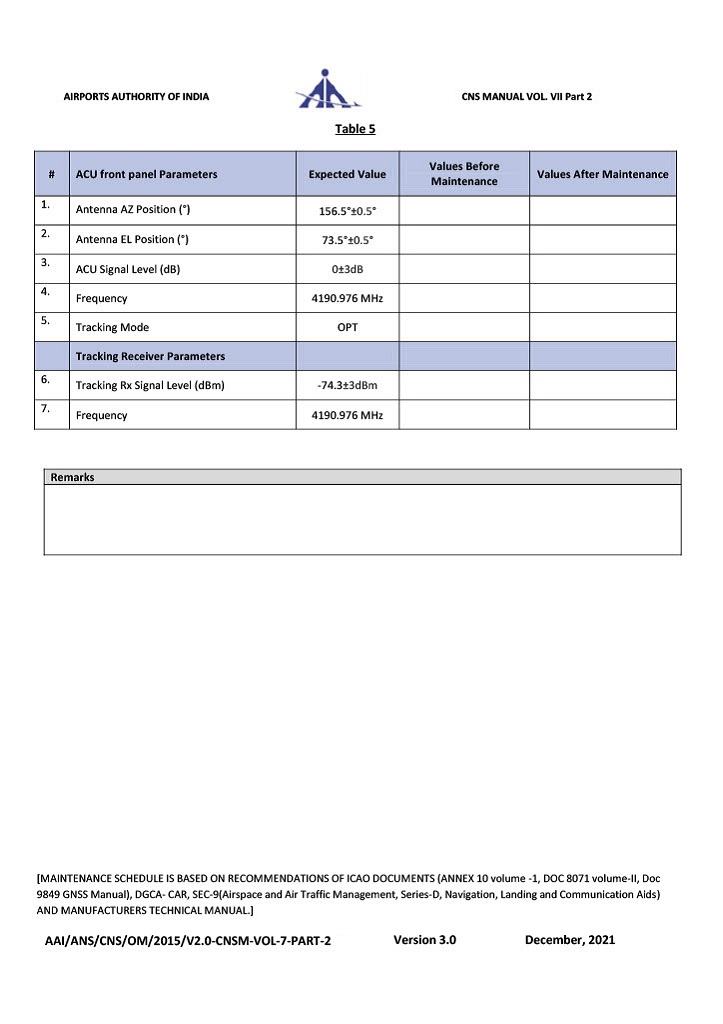 AIRPORTS AUTHORITY OF INDIA
CNS MANUAL VOL. VII Part 2
Table 5
# ACU front panel Parameters Expected Value Values Before Maintenance Values After Maintenance
1. Antenna AZ Position (°) 156.5°±0.5°
2. Antenna EL Position (°) 73.5°±0.5°
3. ACU Signal Level (dB) 0±3dB
4. Frequency 4190.976 MHz
5. Tracking Mode OPT
Tracking Receiver Parameters
6. Tracking Rx Signal Level (dBm) -74.3±3dBm
7. Frequency 4190.976 MHz
Remarks
[MAINTENANCE SCHEDULE IS BASED ON RECOMMENDATIONS OF ICAO DOCUMENTS (ANNEX 10 volume -1, DOC 8071 volume-II, Doc
9849 GNSS Manual), DGCA- CAR, SEC-9(Airspace and Air Traffic Management, Series-D, Navigation, Landing and Communication Aids)
AND MANUFACTURERS TECHNICAL MANUAL.]
AAI/ANS/CNS/OM/2015/V2.0-CNSM-VOL-7-PART-2 Version 3.0 December, 2021